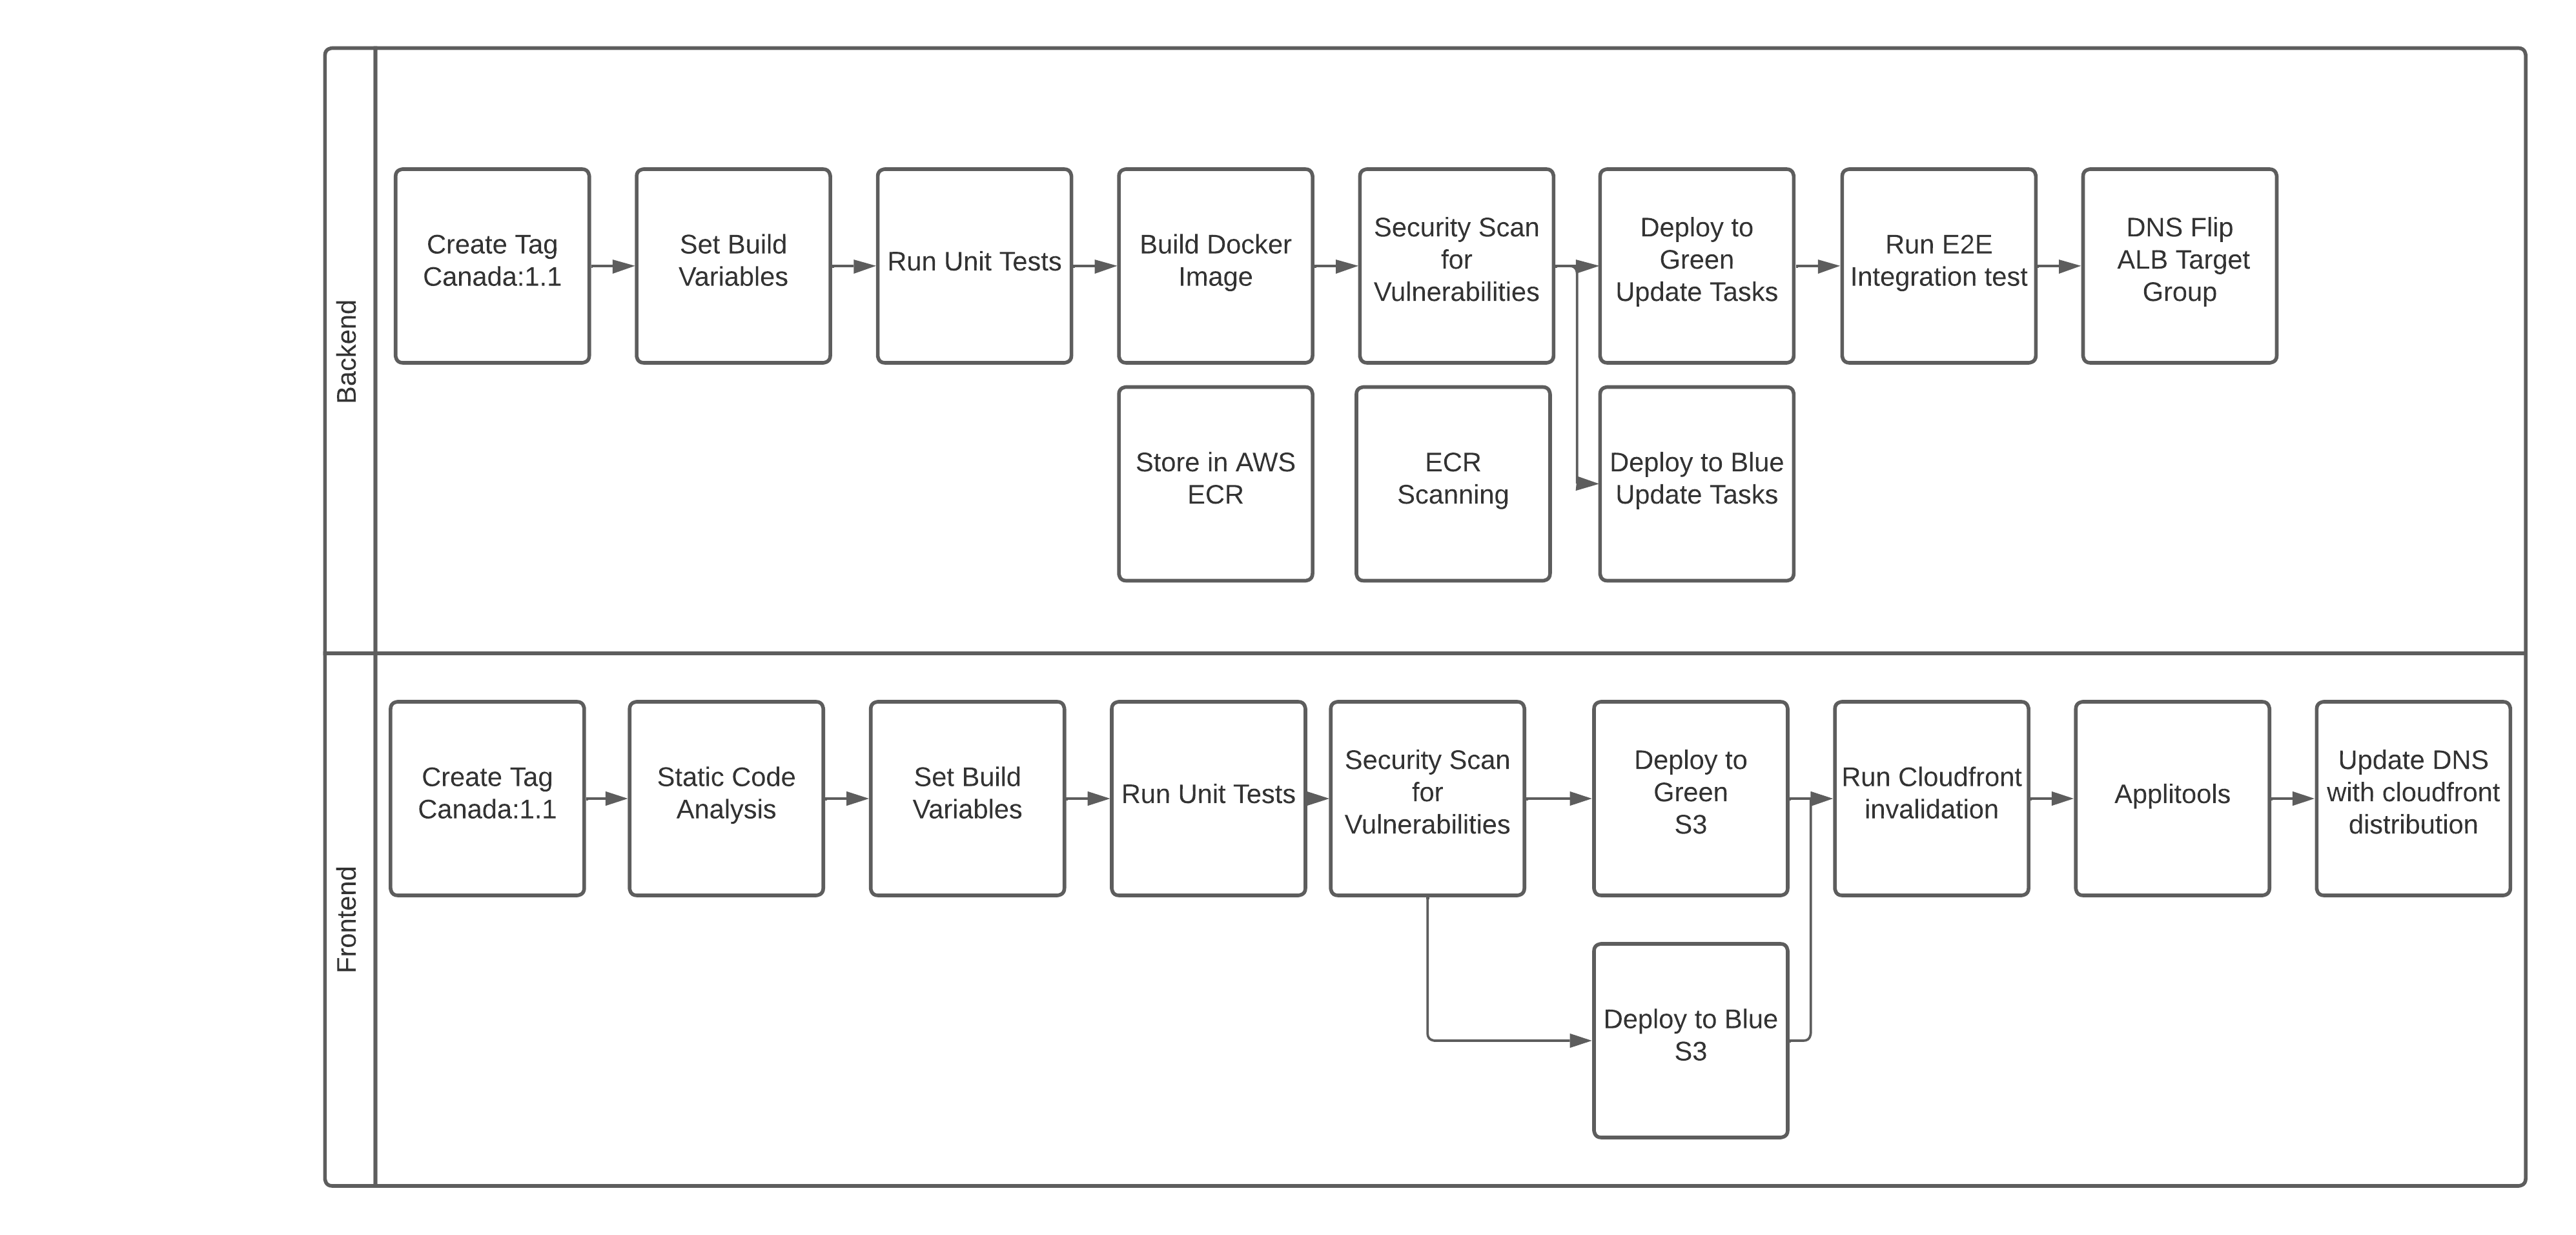 Backend
Create Tag
Canada:1.1
Set Build
Variables
Run Unit Tests
Build Docker
Image
Security Scan
for
Vulnerabilities
Deploy to
Green
Update Tasks
Run E2E
Integration test
DNS Flip
ALB Target
Group
Store in AWS
ECR
ECR
Scanning
Deploy to Blue
Update Tasks
Frontend
Create Tag
Canada:1.1
Static Code
Analysis
Set Build
Variables
Run Unit Tests
Security Scan
for
Vulnerabilities
Deploy to
Green
S3
Run Cloudfront
invalidation
Applitools
Update DNS
with cloudfront
distribution
Deploy to Blue
S3